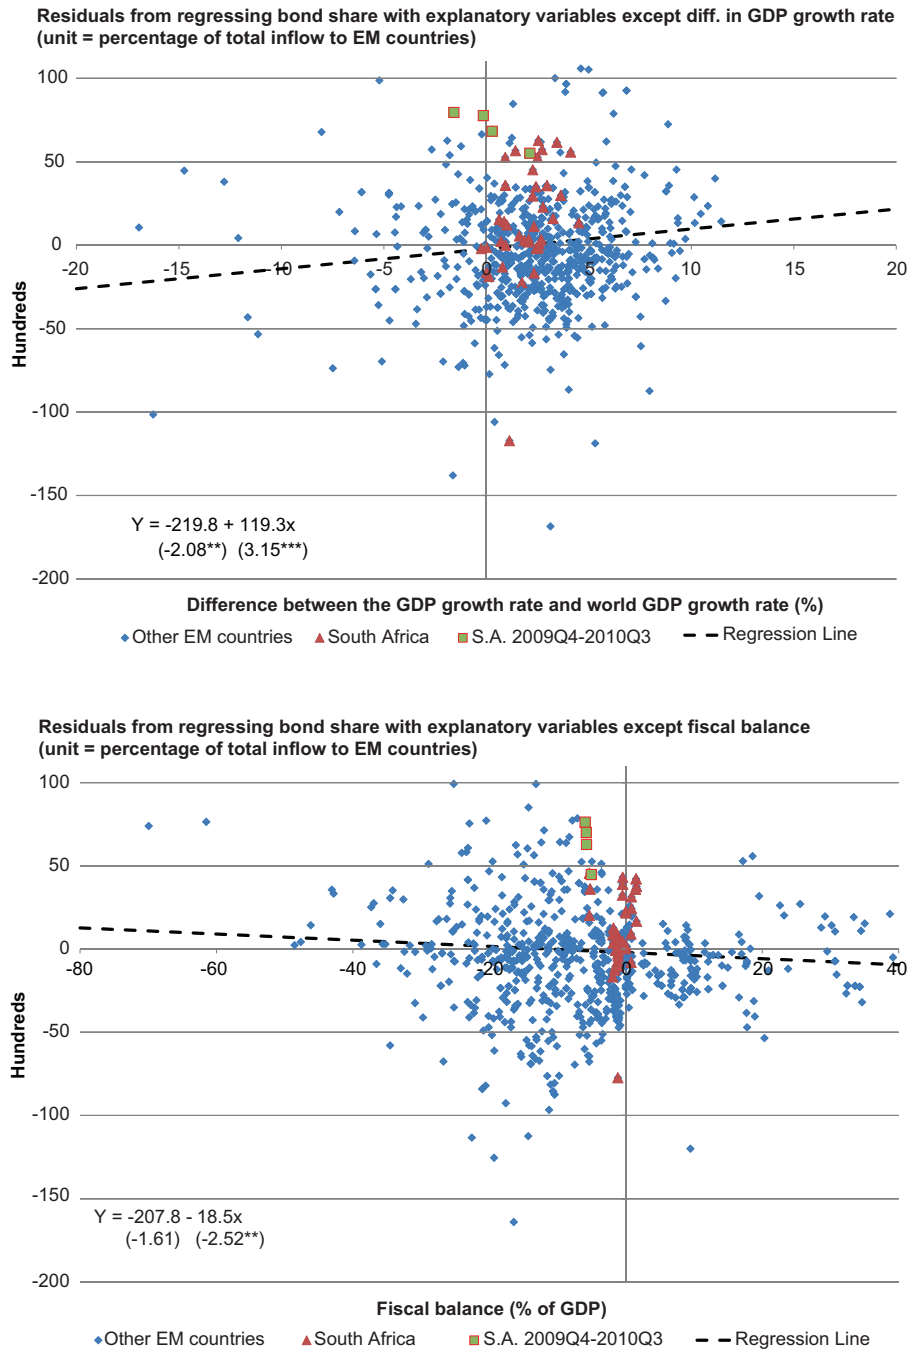 Residuals from regressing bond share with explanatory variables except diff. in GDP growth rate
(unit = percentage of total inflow to EM countries)
100
50
0
-20 -15 -10 -5 0 5 10 15 20
-50
Hundreds
-100
-150
Y = -219.8 + 119.3x
(-2.08**) (3.15***)
-200
Difference between the GDP growth rate and world GDP growth rate (%)
Other EM countries South Africa S.A. 2009Q4-2010Q3 Regression Line
Residuals from regressing bond share with explanatory variables except fiscal balance
(unit = percentage of total inflow to EM countries)
100
50
0
-80 -60 -40 -20 0 20 40
-50
Hundreds
-100
-150
Y = -207.8 - 18.5x
(-1.61) (-2.52**)
-200
Fiscal balance (% of GDP)
Other EM countries South Africa S.A. 2009Q4-2010Q3 Regression Line